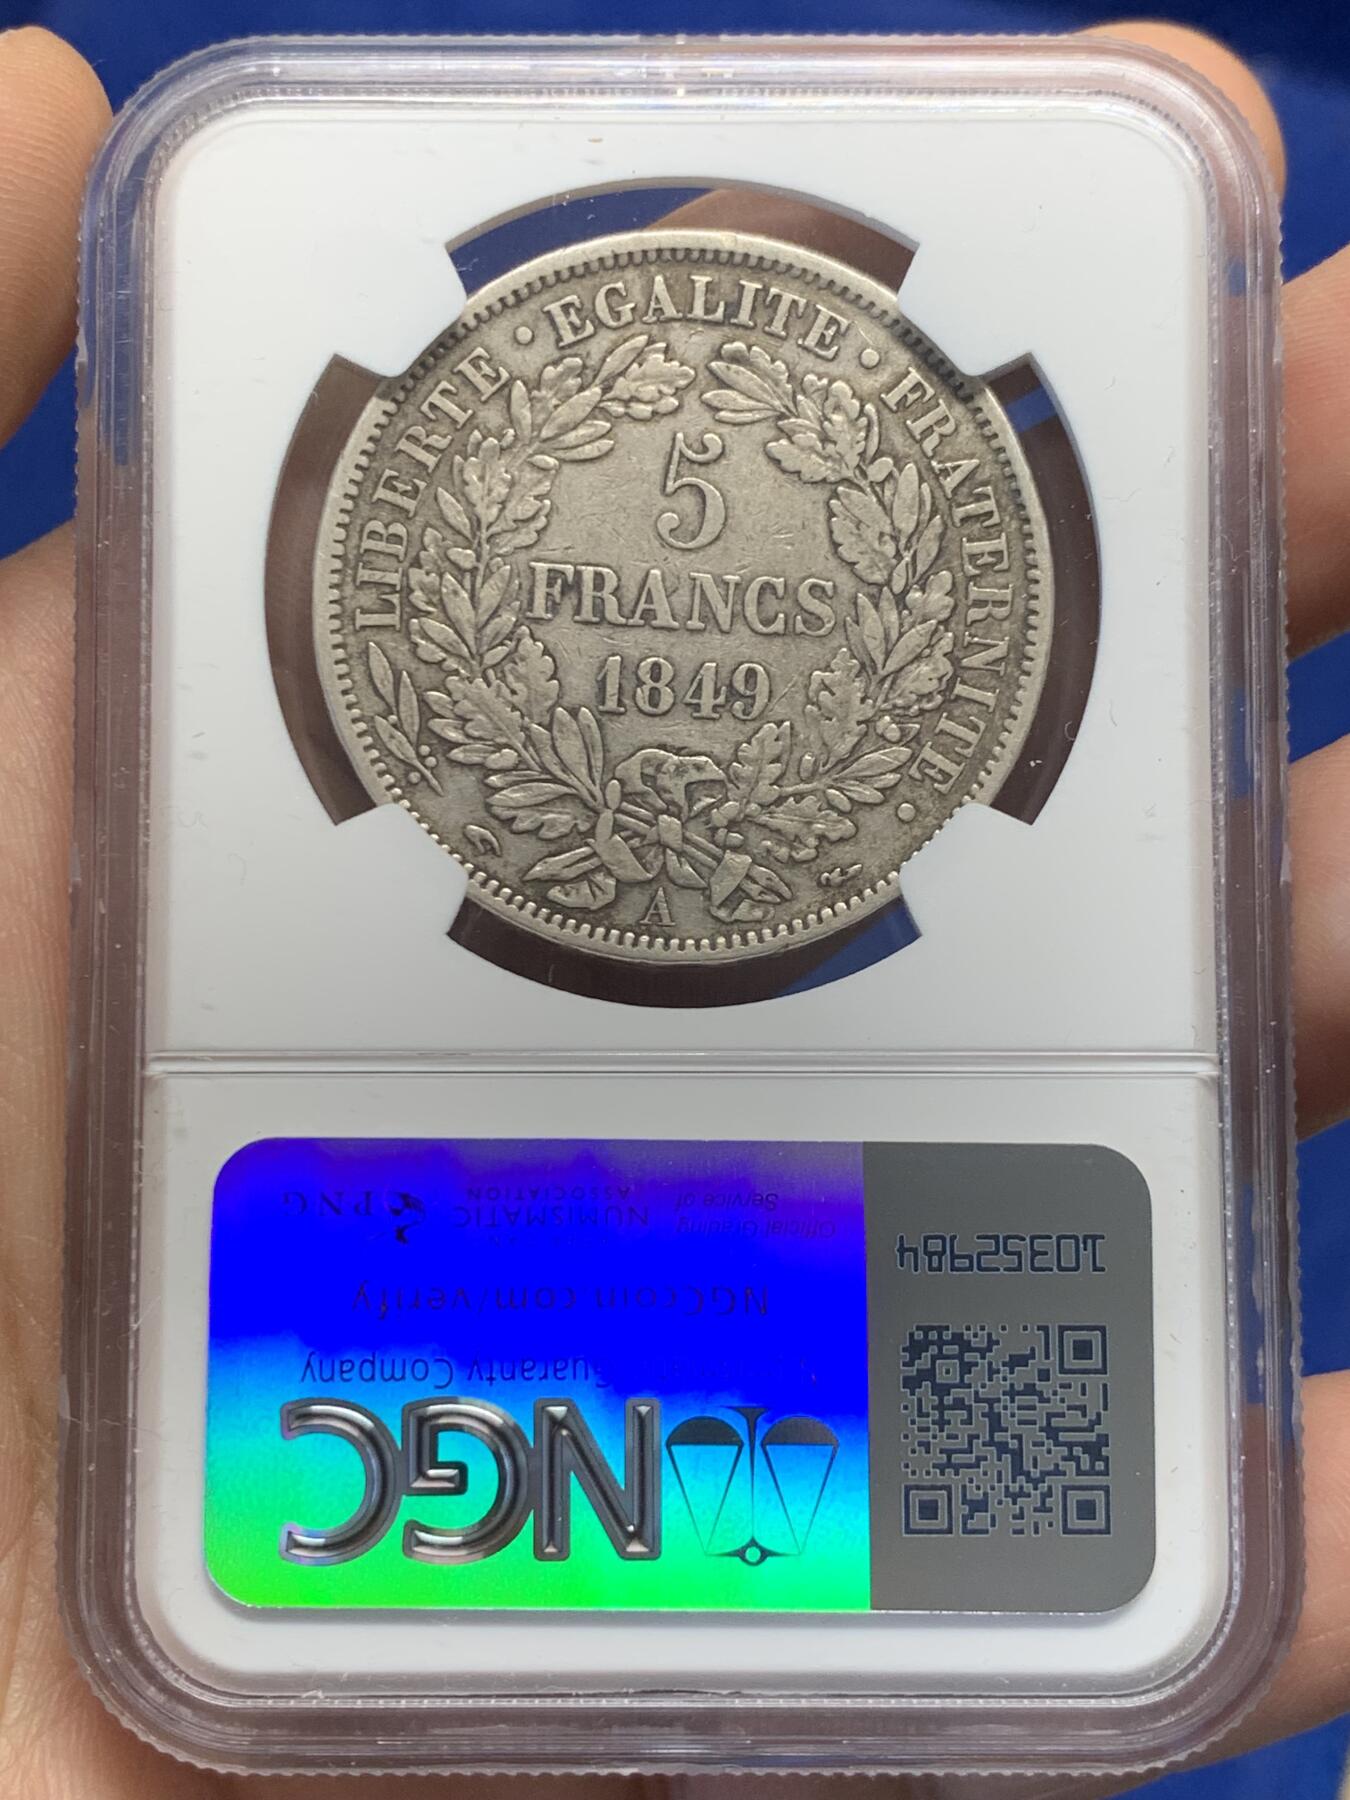 LIBERTE · EGALITE · FRATERNITE ·
5
FRANCS
1849
A
NGC
Guaranty Company
NGCcoin.com/verify
Official Grading
Service of
NUMISMATIC
ASSOCIATION
PNG
10352984